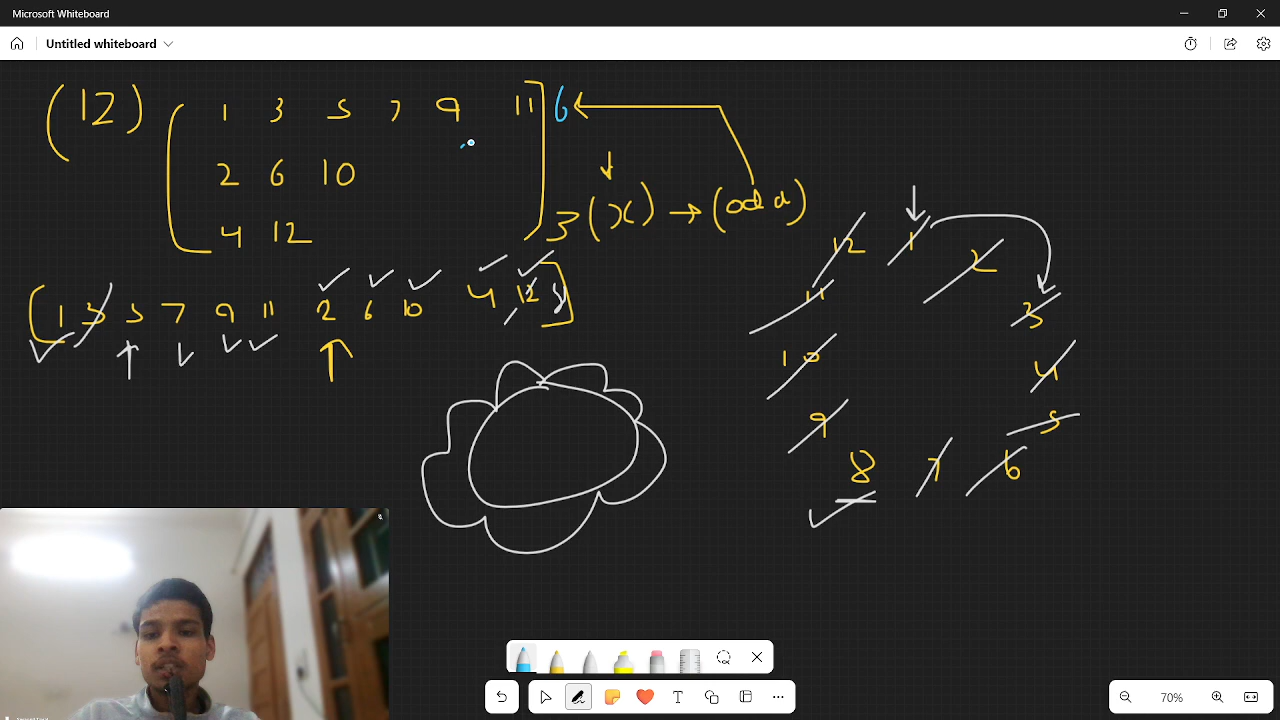 Microsoft Whiteboard
Untitled whiteboard
(12) [ 1 3 5 7 9 11 ] 6
2 6 10
3 (x) → (odd)
4 12
[1 3 5 7 9 11 2 6 10 4 12 8]
12 1 2
11 3
10 4
9 5
8 7 6
70%